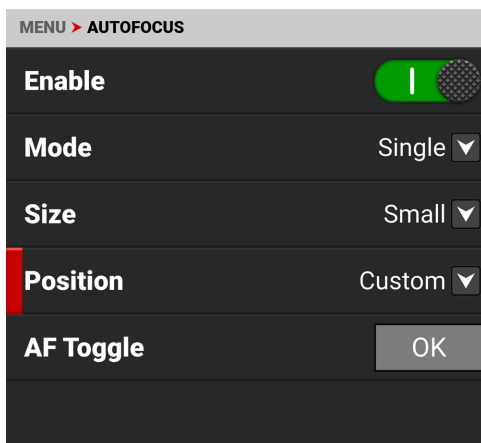 MENU ➤ AUTOFOCUS
Enable
Mode Single
Size Small
Position Custom
AF Toggle OK